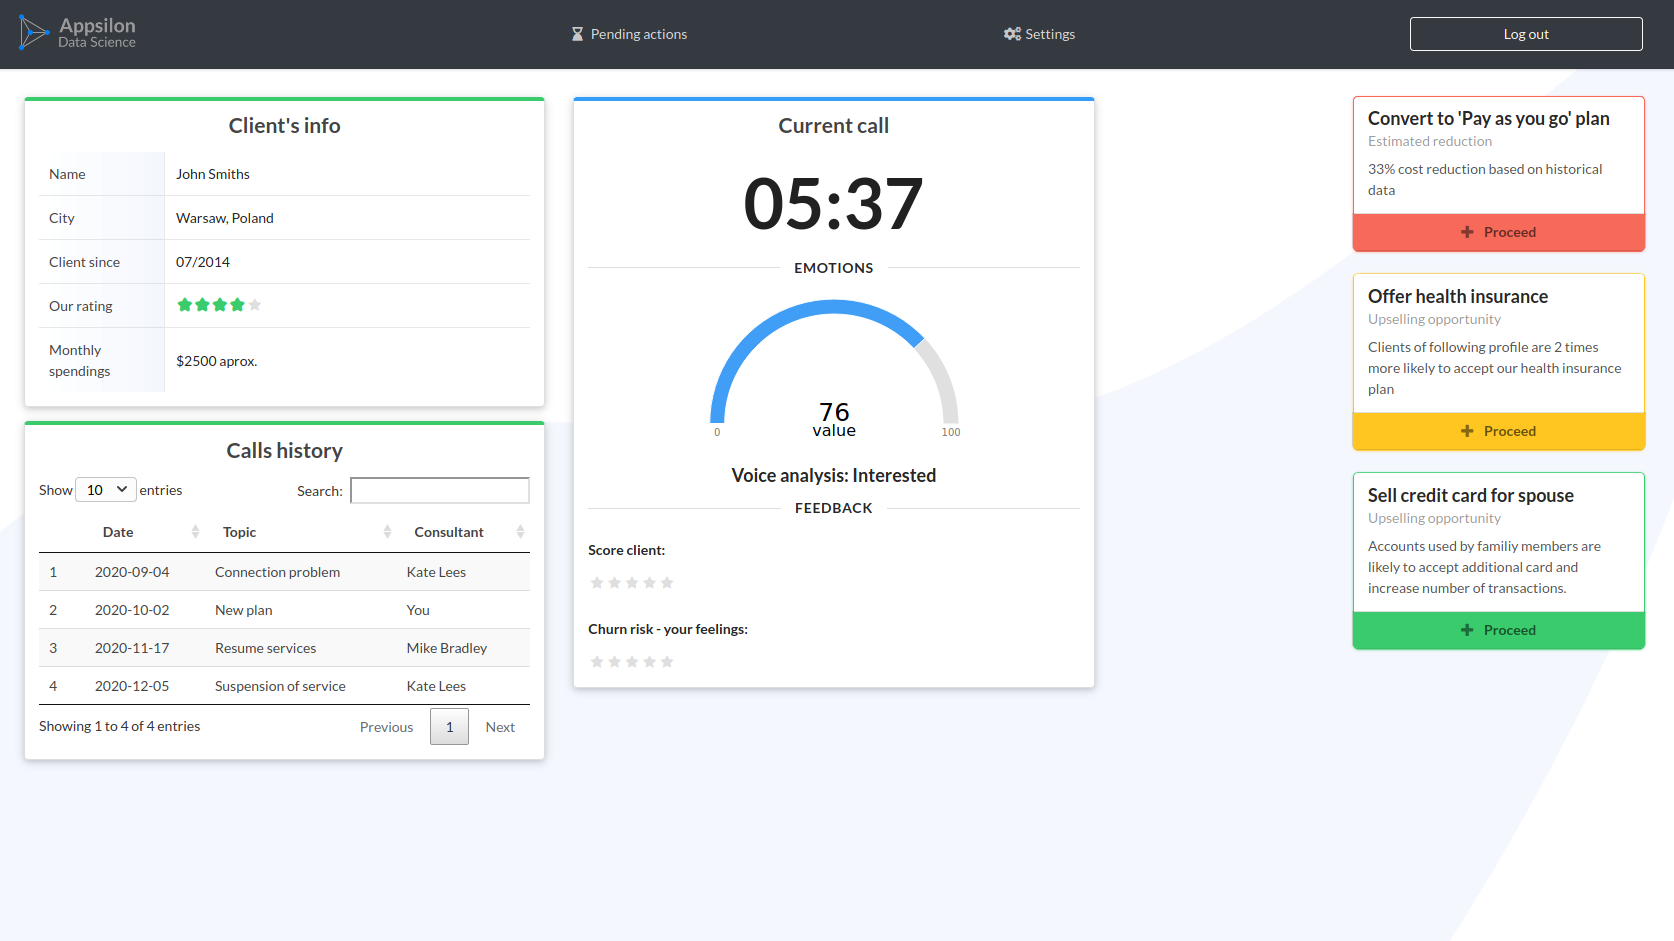 Appsilon
Data Science
Pending actions
Settings
Log out
Client's info
Name John Smiths
City Warsaw, Poland
Client since 07/2014
Our rating
Monthly
spendings
$2500 aprox.
Calls history
Show 10 entries
Search:
Date Topic Consultant
1 2020-09-04 Connection problem Kate Lees
2 2020-10-02 New plan You
3 2020-11-17 Resume services Mike Bradley
4 2020-12-05 Suspension of service Kate Lees
Showing 1 to 4 of 4 entries
Previous 1 Next
Current call
05:37
EMOTIONS
76
value
0 100
Voice analysis: Interested
FEEDBACK
Score client:
Churn risk - your feelings:
Convert to 'Pay as you go' plan
Estimated reduction
33% cost reduction based on historical
data
Proceed
Offer health insurance
Upselling opportunity
Clients of following profile are 2 times
more likely to accept our health insurance
plan
Proceed
Sell credit card for spouse
Upselling opportunity
Accounts used by familiy members are
likely to accept additional card and
increase number of transactions.
Proceed